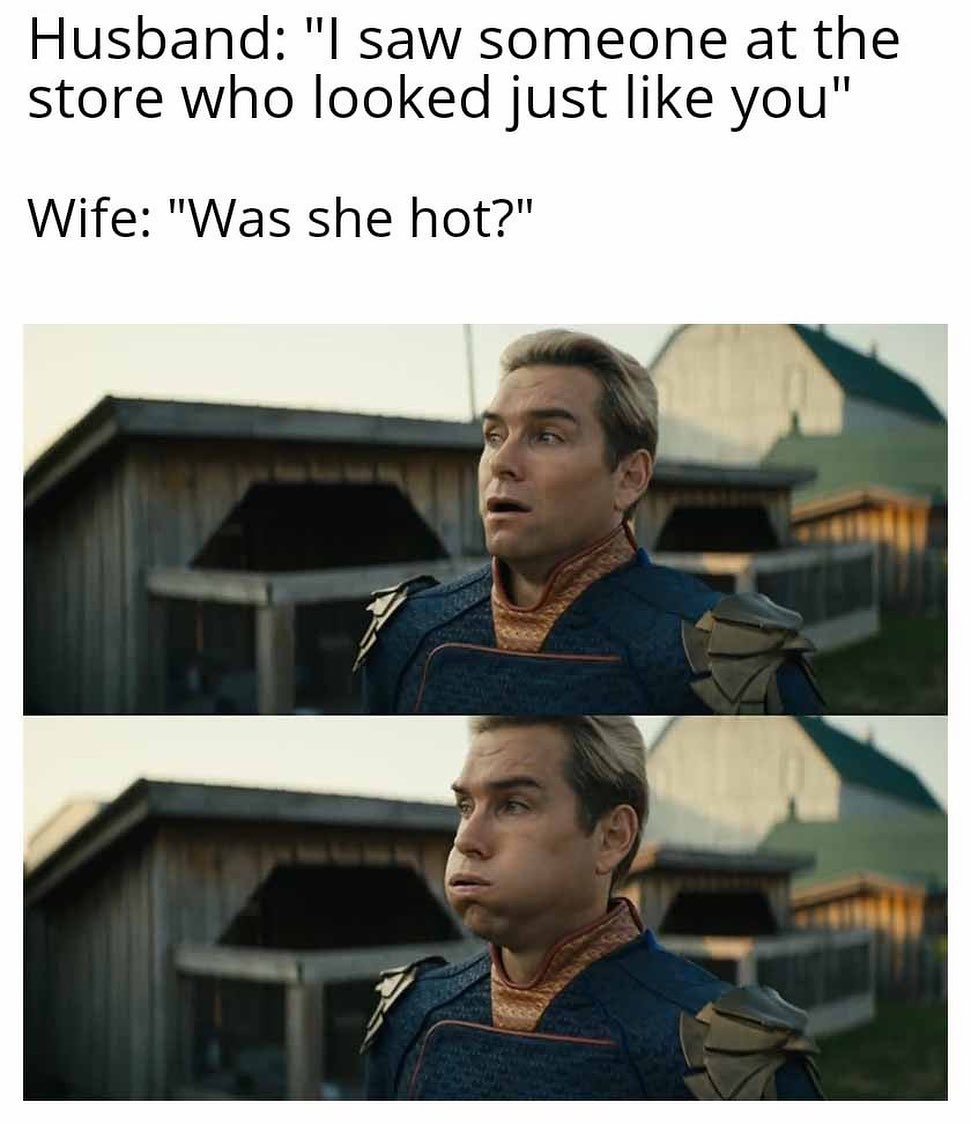 Husband: "I saw someone at the
store who looked just like you"
Wife: "Was she hot?"